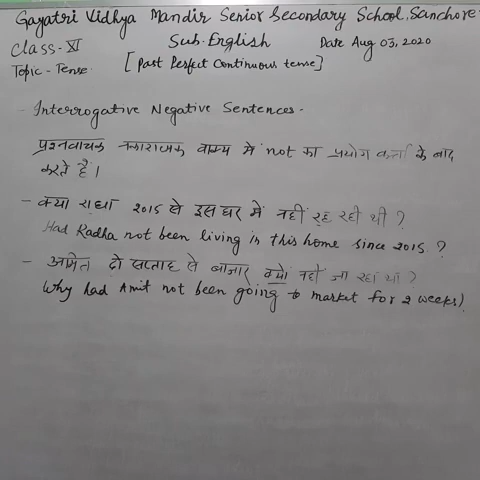 Gayatri Vidhya Mandir Senior Secondary School, Sanchore.
Class-XI Sub-English Date Aug 03, 2020
Topic - Tense. [Past Perfect Continuous tense]
- Interrogative Negative Sentences -
प्रश्नवाचक नकारात्मक वाक्य में not का प्रयोग कर्ता के बाद
करते हैं।
- क्या राधा 2015 से इस घर में नहीं रह रही थी ?
Had Radha not been living in this home since 2015. ?
- अमित दो सप्ताह से बाजार क्यों नहीं जा रहा था ?
Why had Amit not been going to market for 2 weeks)